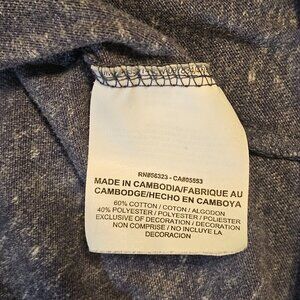 RN#56323 - CA#05553
MADE IN CAMBODIA/FABRIQUE AU
CAMBODGE/HECHO EN CAMBOYA
60% COTTON / COTON / ALGODON
40% POLYESTER / POLYESTER / POLIESTER
EXCLUSIVE OF DECORATION / DECORATION
NON COMPRISE / NO INCLUYE LA
DECORACION